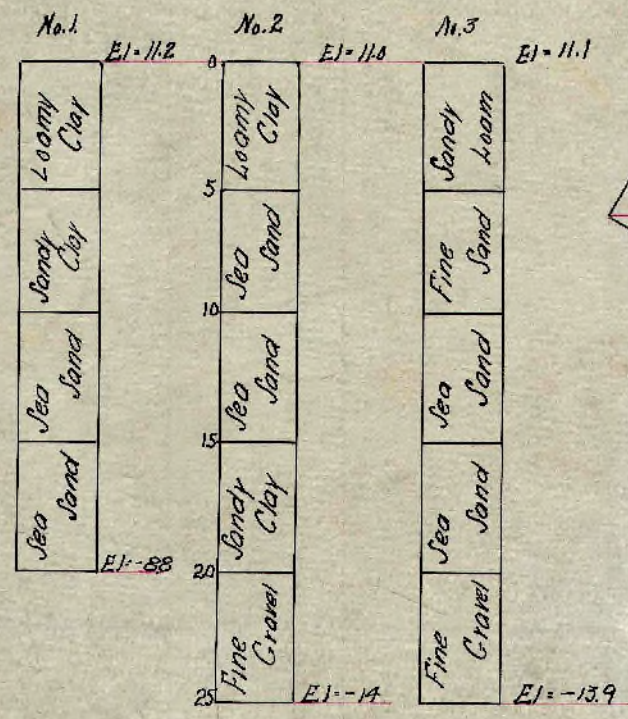 No.1.
El=11.2
Loamy
Clay
Sandy
Clay
Sea
Sand
Sea
Sand
El=-8.8
No.2
El=11.0
0
5
10
15
20
25
Loamy
Clay
Sea
Sand
Sea
Sand
Sandy
Clay
Fine
Gravel
El=-14
No.3
El=11.1
Sandy
Loam
Fine
Sand
Sea
Sand
Sea
Sand
Fine
Gravel
El=-13.9